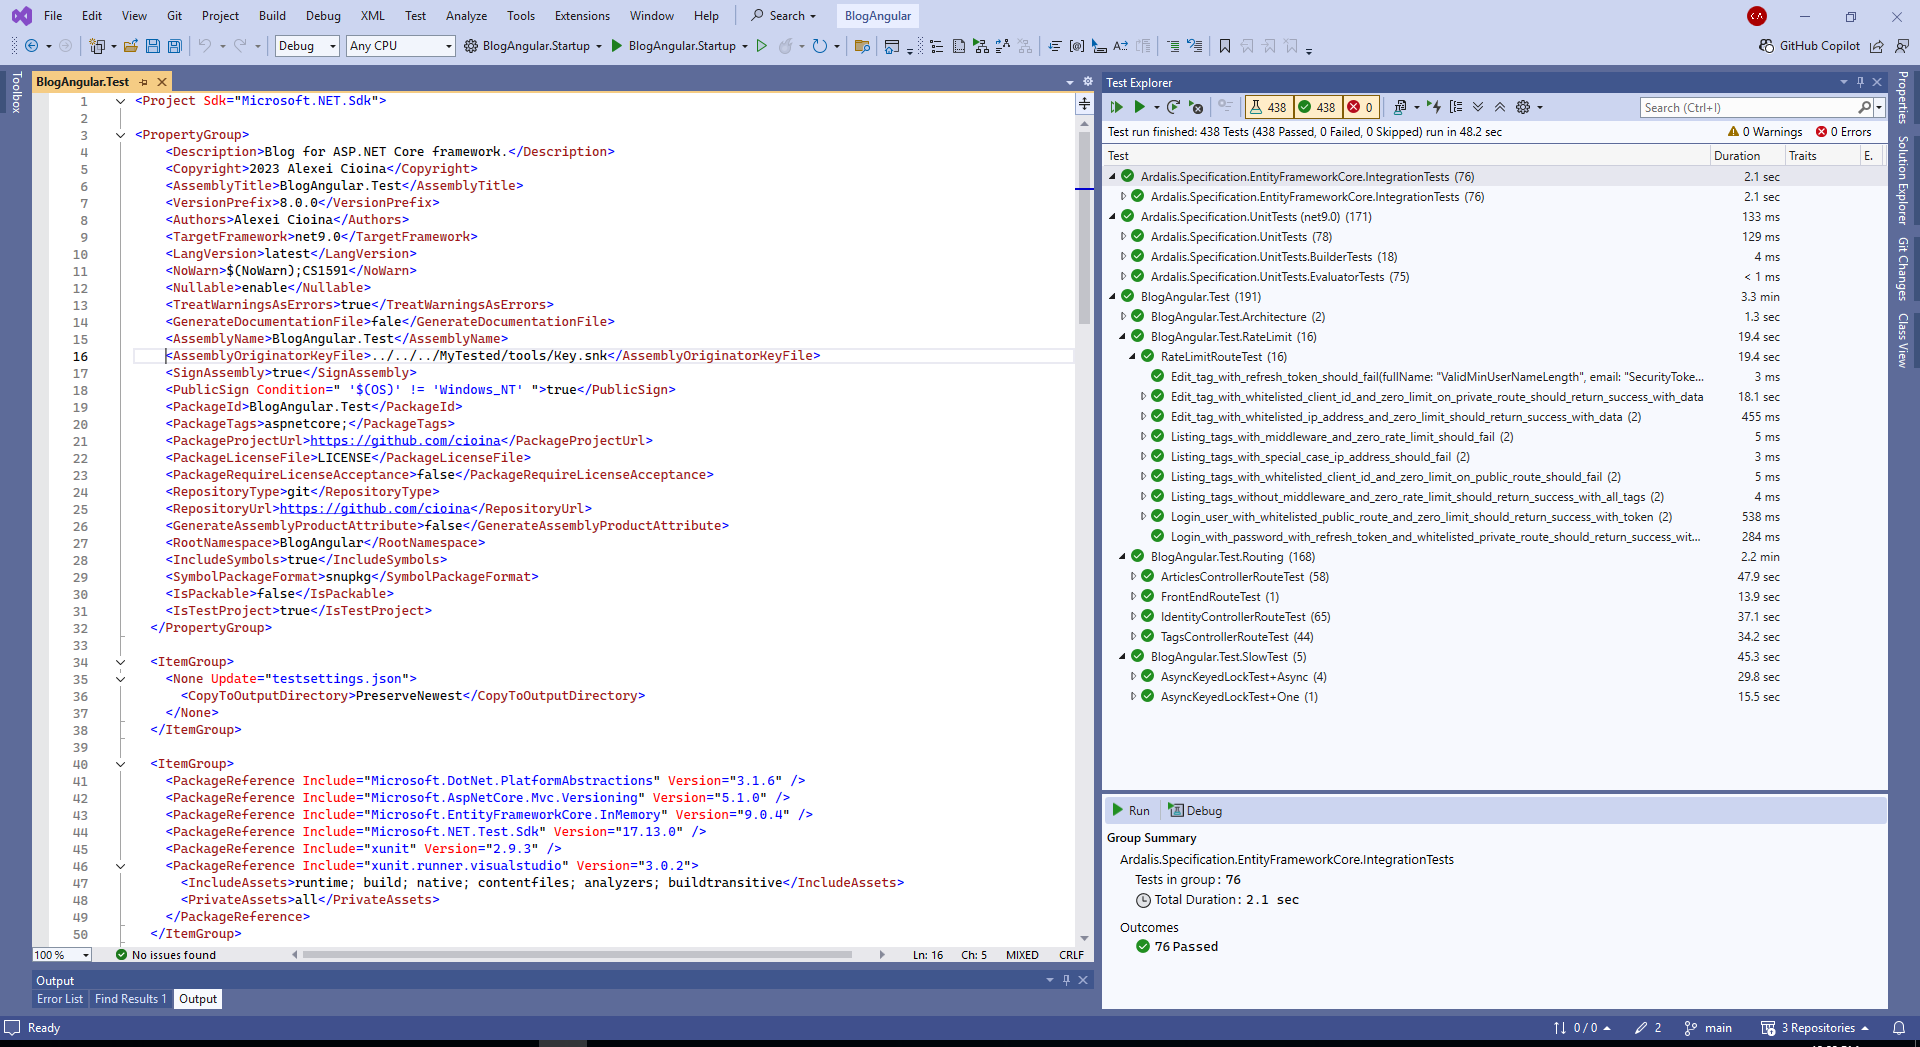 File Edit View Git Project Build Debug XML Test Analyze Tools Extensions Window Help Search BlogAngular
Debug Any CPU BlogAngular.Startup BlogAngular.Startup GitHub Copilot
Toolbox
BlogAngular.Test
1 <Project Sdk="Microsoft.NET.Sdk">
2
3 <PropertyGroup>
4 <Description>Blog for ASP.NET Core framework.</Description>
5 <Copyright>2023 Alexei Cioina</Copyright>
6 <AssemblyTitle>BlogAngular.Test</AssemblyTitle>
7 <VersionPrefix>8.0.0</VersionPrefix>
8 <Authors>Alexei Cioina</Authors>
9 <TargetFramework>net9.0</TargetFramework>
10 <LangVersion>latest</LangVersion>
11 <NoWarn>$(NoWarn);CS1591</NoWarn>
12 <Nullable>enable</Nullable>
13 <TreatWarningsAsErrors>true</TreatWarningsAsErrors>
14 <GenerateDocumentationFile>fale</GenerateDocumentationFile>
15 <AssemblyName>BlogAngular.Test</AssemblyName>
16 <AssemblyOriginatorKeyFile>../../../MyTested/tools/Key.snk</AssemblyOriginatorKeyFile>
17 <SignAssembly>true</SignAssembly>
18 <PublicSign Condition=" '$(OS)' != 'Windows_NT' ">true</PublicSign>
19 <PackageId>BlogAngular.Test</PackageId>
20 <PackageTags>aspnetcore;</PackageTags>
21 <PackageProjectUrl>https://github.com/cioina</PackageProjectUrl>
22 <PackageLicenseFile>LICENSE</PackageLicenseFile>
23 <PackageRequireLicenseAcceptance>false</PackageRequireLicenseAcceptance>
24 <RepositoryType>git</RepositoryType>
25 <RepositoryUrl>https://github.com/cioina</RepositoryUrl>
26 <GenerateAssemblyProductAttribute>false</GenerateAssemblyProductAttribute>
27 <RootNamespace>BlogAngular</RootNamespace>
28 <IncludeSymbols>true</IncludeSymbols>
29 <SymbolPackageFormat>snupkg</SymbolPackageFormat>
30 <IsPackable>false</IsPackable>
31 <IsTestProject>true</IsTestProject>
32 </PropertyGroup>
33
34 <ItemGroup>
35 <None Update="testsettings.json">
36 <CopyToOutputDirectory>PreserveNewest</CopyToOutputDirectory>
37 </None>
38 </ItemGroup>
39
40 <ItemGroup>
41 <PackageReference Include="Microsoft.DotNet.PlatformAbstractions" Version="3.1.6" />
42 <PackageReference Include="Microsoft.AspNetCore.Mvc.Versioning" Version="5.1.0" />
43 <PackageReference Include="Microsoft.EntityFrameworkCore.InMemory" Version="9.0.4" />
44 <PackageReference Include="Microsoft.NET.Test.Sdk" Version="17.13.0" />
45 <PackageReference Include="xunit" Version="2.9.3" />
46 <PackageReference Include="xunit.runner.visualstudio" Version="3.0.2">
47 <IncludeAssets>runtime; build; native; contentfiles; analyzers; buildtransitive</IncludeAssets>
48 <PrivateAssets>all</PrivateAssets>
49 </PackageReference>
50 </ItemGroup>
100 % No issues found Ln: 16 Ch: 5 MIXED CRLF
Output
Error List Find Results 1 Output
Test Explorer
438 438 0 Search (Ctrl+I)
Test run finished: 438 Tests (438 Passed, 0 Failed, 0 Skipped) run in 48.2 sec 0 Warnings 0 Errors
Test Duration Traits E.
Ardalis.Specification.EntityFrameworkCore.IntegrationTests (76) 2.1 sec
Ardalis.Specification.EntityFrameworkCore.IntegrationTests (76) 2.1 sec
Ardalis.Specification.UnitTests (net9.0) (171) 133 ms
Ardalis.Specification.UnitTests (78) 129 ms
Ardalis.Specification.UnitTests.BuilderTests (18) 4 ms
Ardalis.Specification.UnitTests.EvaluatorTests (75) < 1 ms
BlogAngular.Test (191) 3.3 min
BlogAngular.Test.Architecture (2) 1.3 sec
BlogAngular.Test.RateLimit (16) 19.4 sec
RateLimitRouteTest (16) 19.4 sec
Edit_tag_with_refresh_token_should_fail(fullName: "ValidMinUserNameLength", email: "SecurityToke... 3 ms
Edit_tag_with_whitelisted_client_id_and_zero_limit_on_private_route_should_return_success_with_data 18.1 sec
Edit_tag_with_whitelisted_ip_address_and_zero_limit_should_return_success_with_data (2) 455 ms
Listing_tags_with_middleware_and_zero_rate_limit_should_fail (2) 5 ms
Listing_tags_with_special_case_ip_address_should_fail (2) 3 ms
Listing_tags_with_whitelisted_client_id_and_zero_limit_on_public_route_should_fail (2) 5 ms
Listing_tags_without_middleware_and_zero_rate_limit_should_return_success_with_all_tags (2) 4 ms
Login_user_with_whitelisted_public_route_and_zero_limit_should_return_success_with_token (2) 538 ms
Login_with_password_with_refresh_token_and_whitelisted_private_route_should_return_success_wit... 284 ms
BlogAngular.Test.Routing (168) 2.2 min
ArticlesControllerRouteTest (58) 47.9 sec
FrontEndRouteTest (1) 13.9 sec
IdentityControllerRouteTest (65) 37.1 sec
TagsControllerRouteTest (44) 34.2 sec
BlogAngular.Test.SlowTest (5) 45.3 sec
AsyncKeyedLockTest+Async (4) 29.8 sec
AsyncKeyedLockTest+One (1) 15.5 sec
Run Debug
Group Summary
Ardalis.Specification.EntityFrameworkCore.IntegrationTests
Tests in group: 76
Total Duration: 2.1 sec
Outcomes
76 Passed
Properties
Solution Explorer
Git Changes
Class View
Ready 0 / 0 2 main 3 Repositories